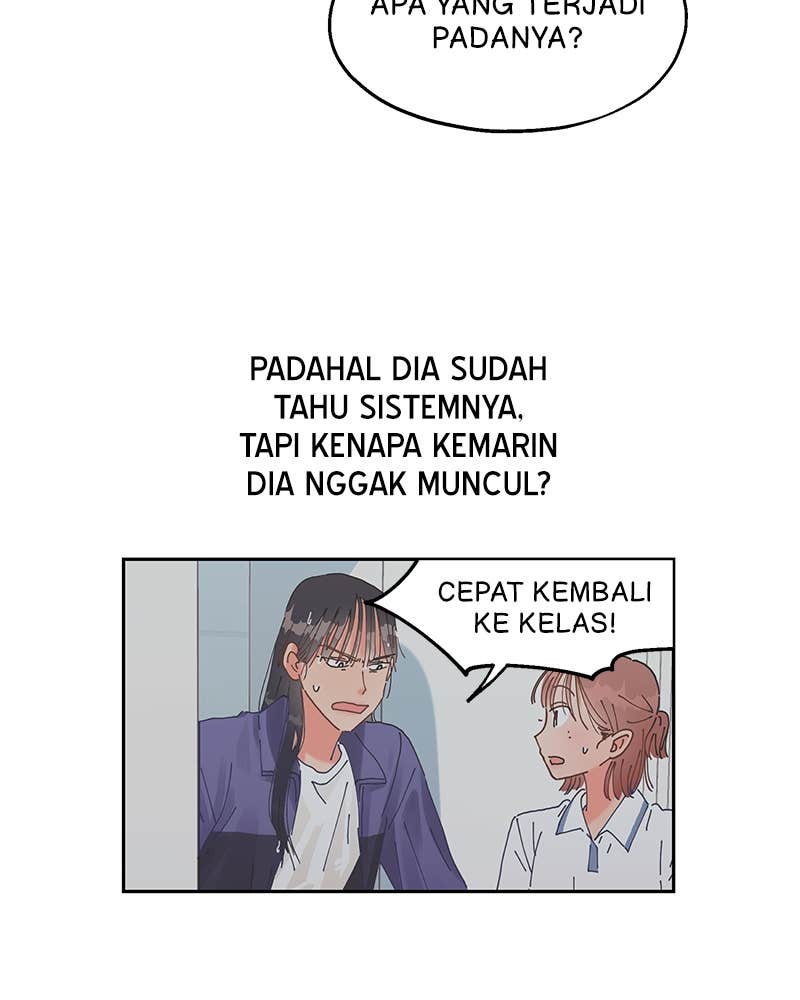 APA YANG TERJADI
PADANYA?
PADAHAL DIA SUDAH
TAHU SISTEMNYA,
TAPI KENAPA KEMARIN
DIA NGGAK MUNCUL?
CEPAT KEMBALI
KE KELAS!